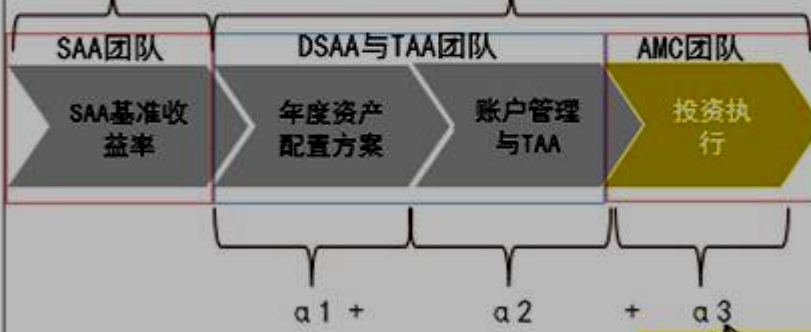 SAA团队
DSAA与TAA团队
AMC团队
SAA基准收
益率
年度资产
配置方案
账户管理
与TAA
投资执
行
α1 +
α2
+
α3